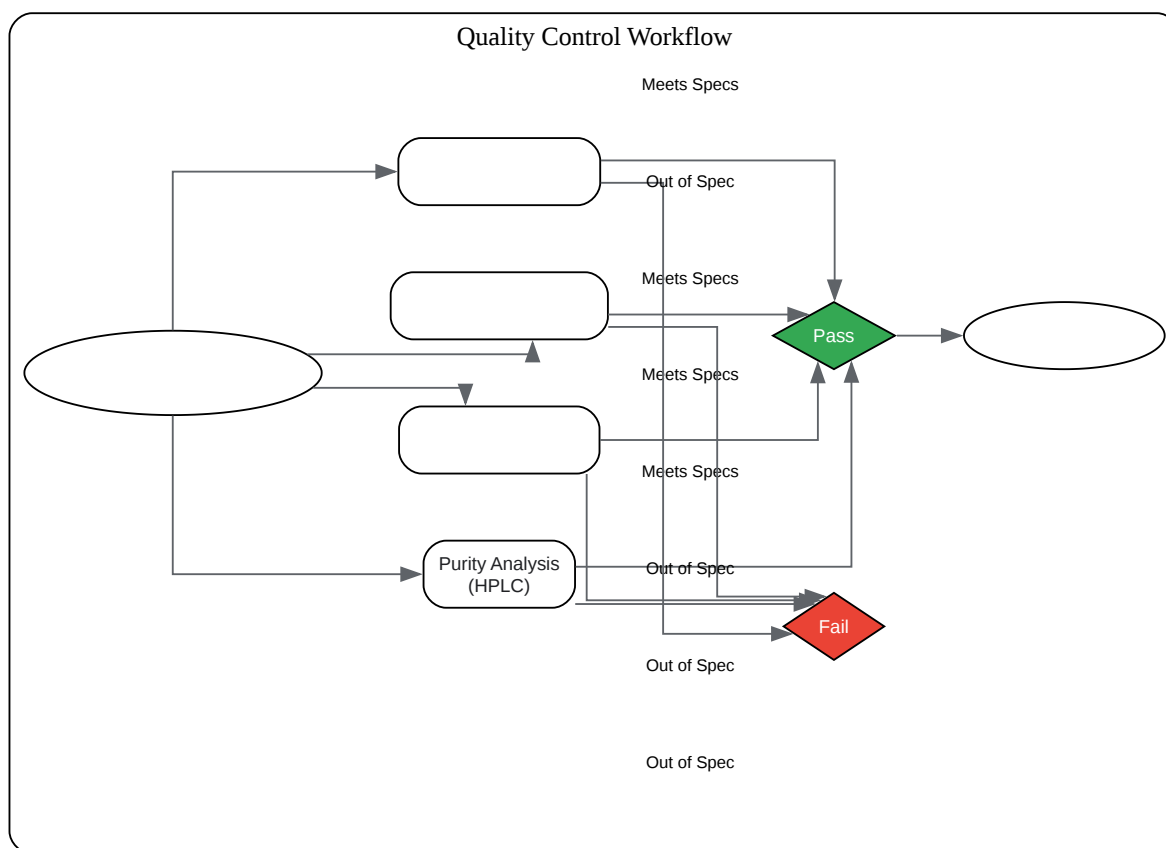 Quality Control Workflow
Meets Specs
Out of Spec
Meets Specs
Pass
Meets Specs
Meets Specs
Purity Analysis
(HPLC)
Out of Spec
Fail
Out of Spec
Out of Spec